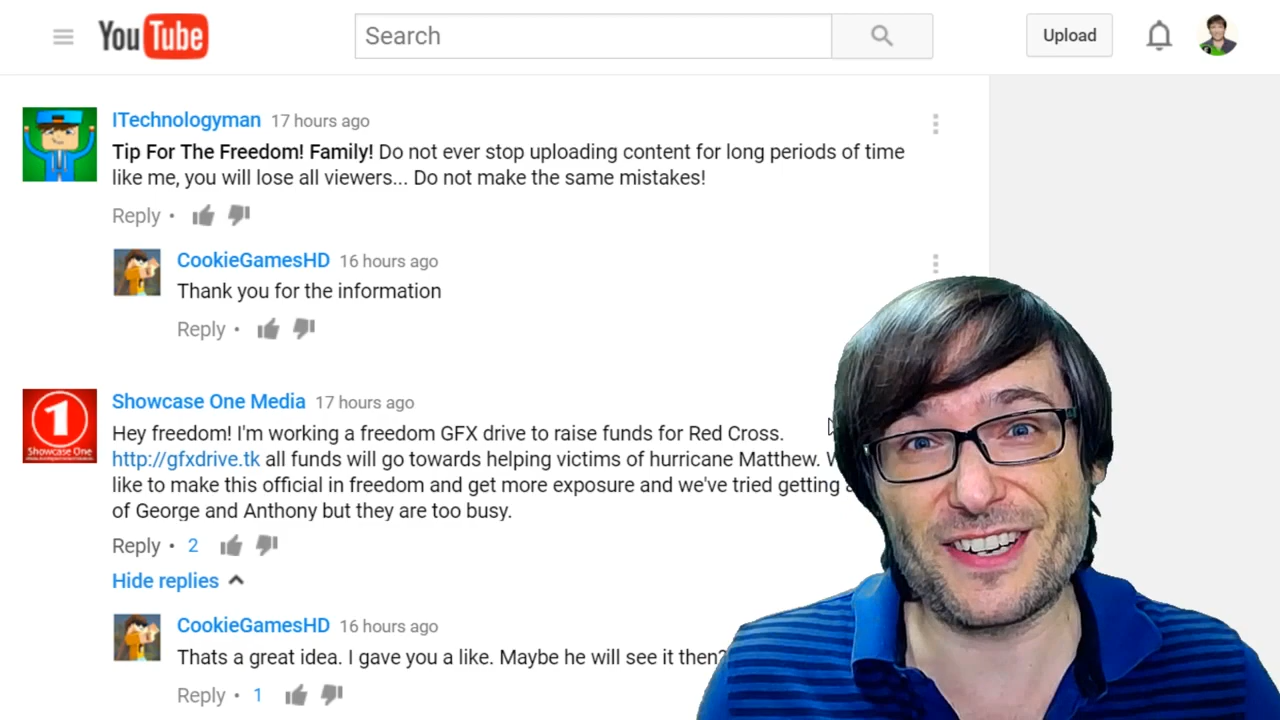 YouTube
Search
Upload
ITechnologyman 17 hours ago
Tip For The Freedom! Family! Do not ever stop uploading content for long periods of time
like me, you will lose all viewers... Do not make the same mistakes!
Reply •
CookieGamesHD 16 hours ago
Thank you for the information
Reply •
1
Showcase One
Showcase One Media 17 hours ago
Hey freedom! I'm working a freedom GFX drive to raise funds for Red Cross.
http://gfxdrive.tk all funds will go towards helping victims of hurricane Matthew.
like to make this official in freedom and get more exposure and we've tried getting
of George and Anthony but they are too busy.
Reply • 2
Hide replies
CookieGamesHD 16 hours ago
Thats a great idea. I gave you a like. Maybe he will see it then?
Reply • 1